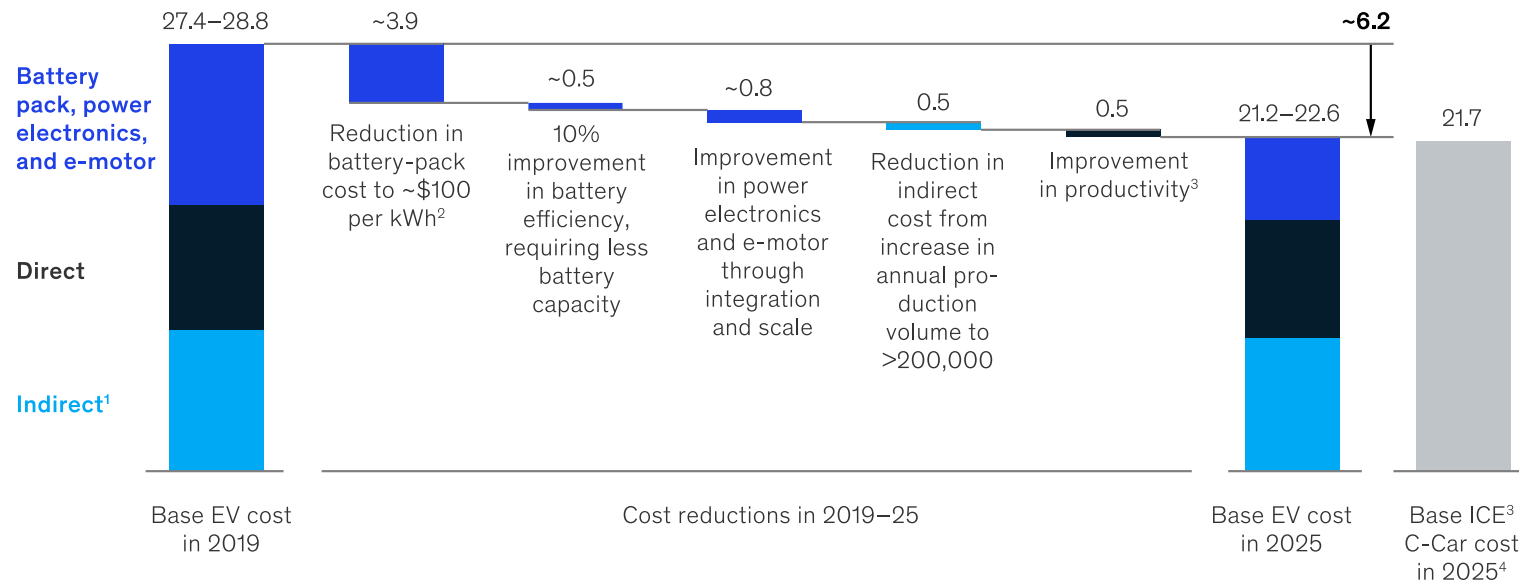 27.4–28.8
~3.9
~0.5
~0.8
0.5
0.5
21.2–22.6
~6.2
21.7
Battery
pack, power
electronics,
and e-motor
Direct
Indirect¹
Reduction in
battery-pack
cost to ~$100
per kWh²
10%
improvement
in battery
efficiency,
requiring less
battery
capacity
Improvement
in power
electronics
and e-motor
through
integration
and scale
Reduction in
indirect
cost from
increase in
annual pro-
duction
volume to
>200,000
Improvement
in productivity³
Base EV cost
in 2019
Cost reductions in 2019–25
Base EV cost
in 2025
Base ICE³
C-Car cost
in 2025⁴